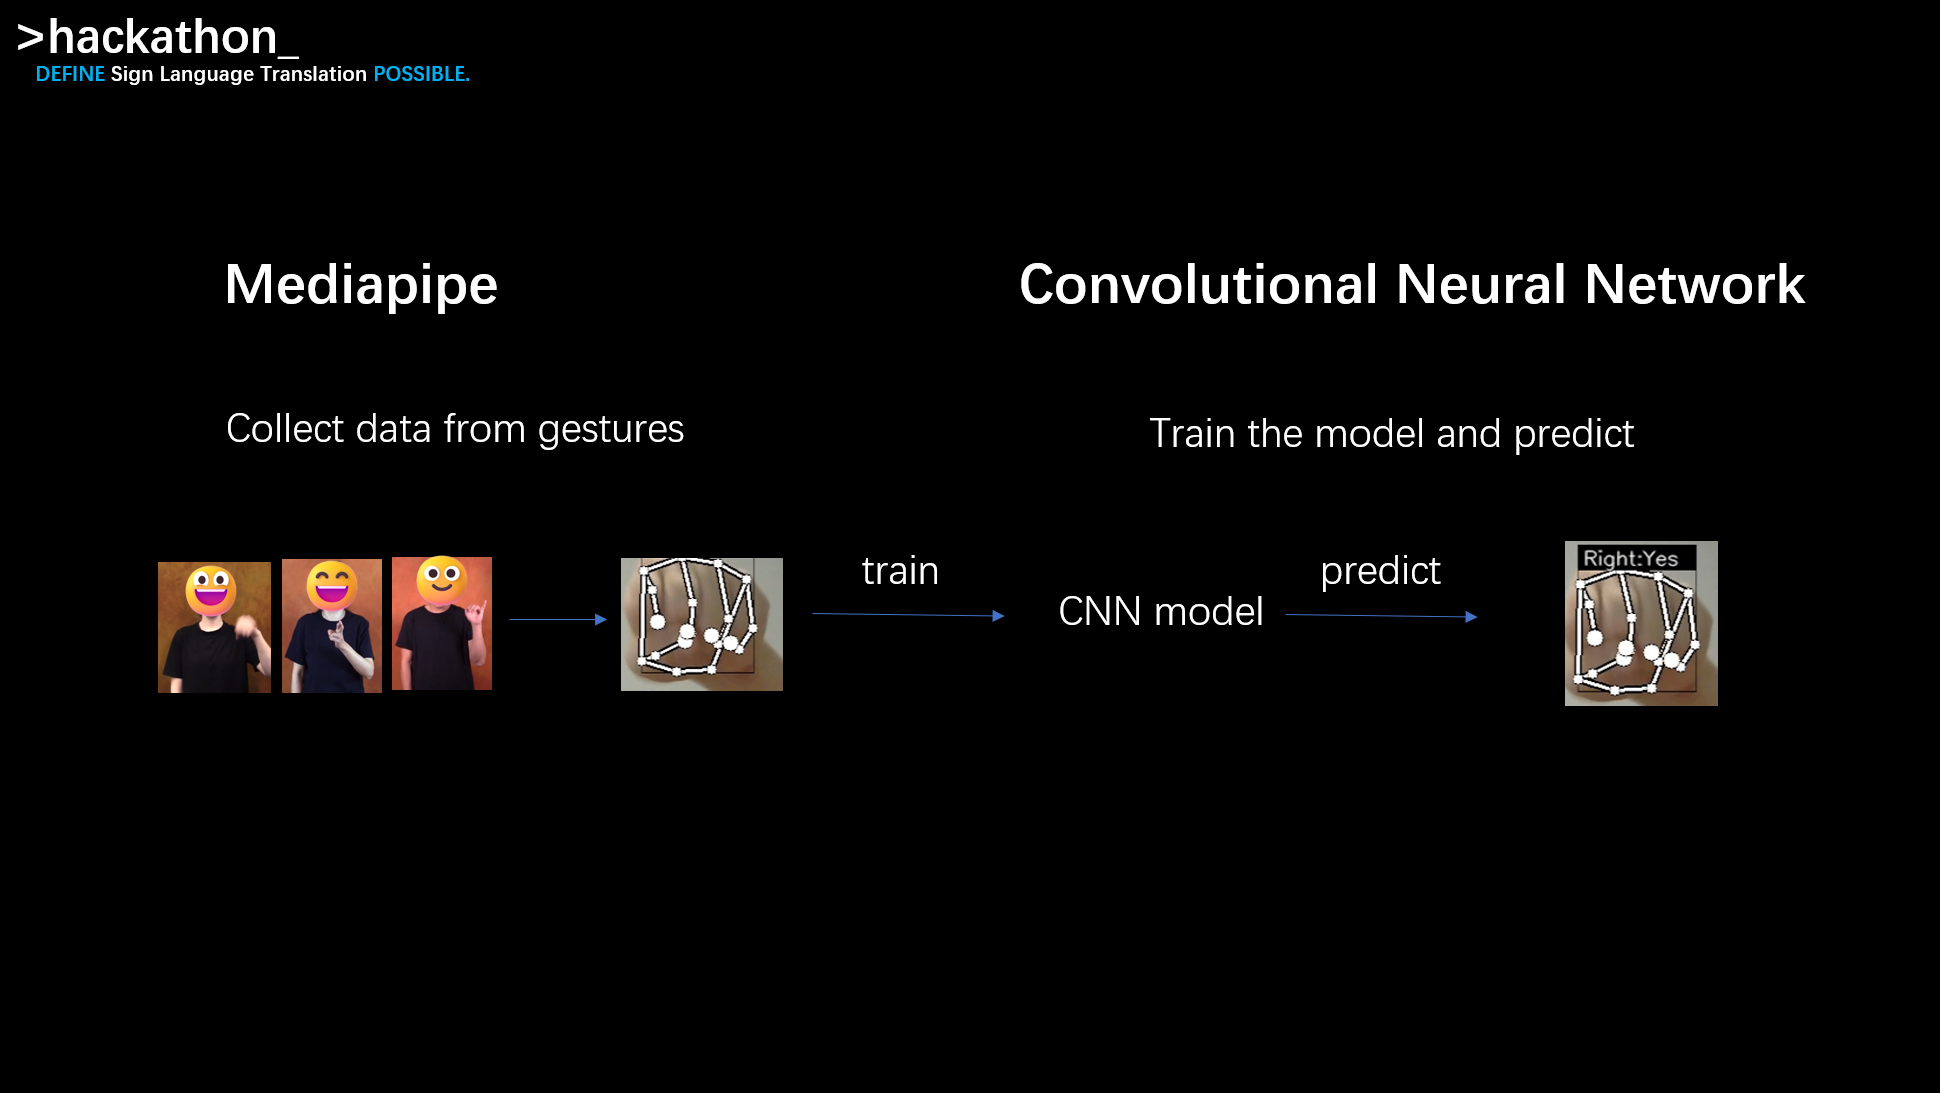 >hackathon_
DEFINE Sign Language Translation POSSIBLE.
Mediapipe
Convolutional Neural Network
Collect data from gestures
Train the model and predict
train
CNN model
predict
Right:Yes